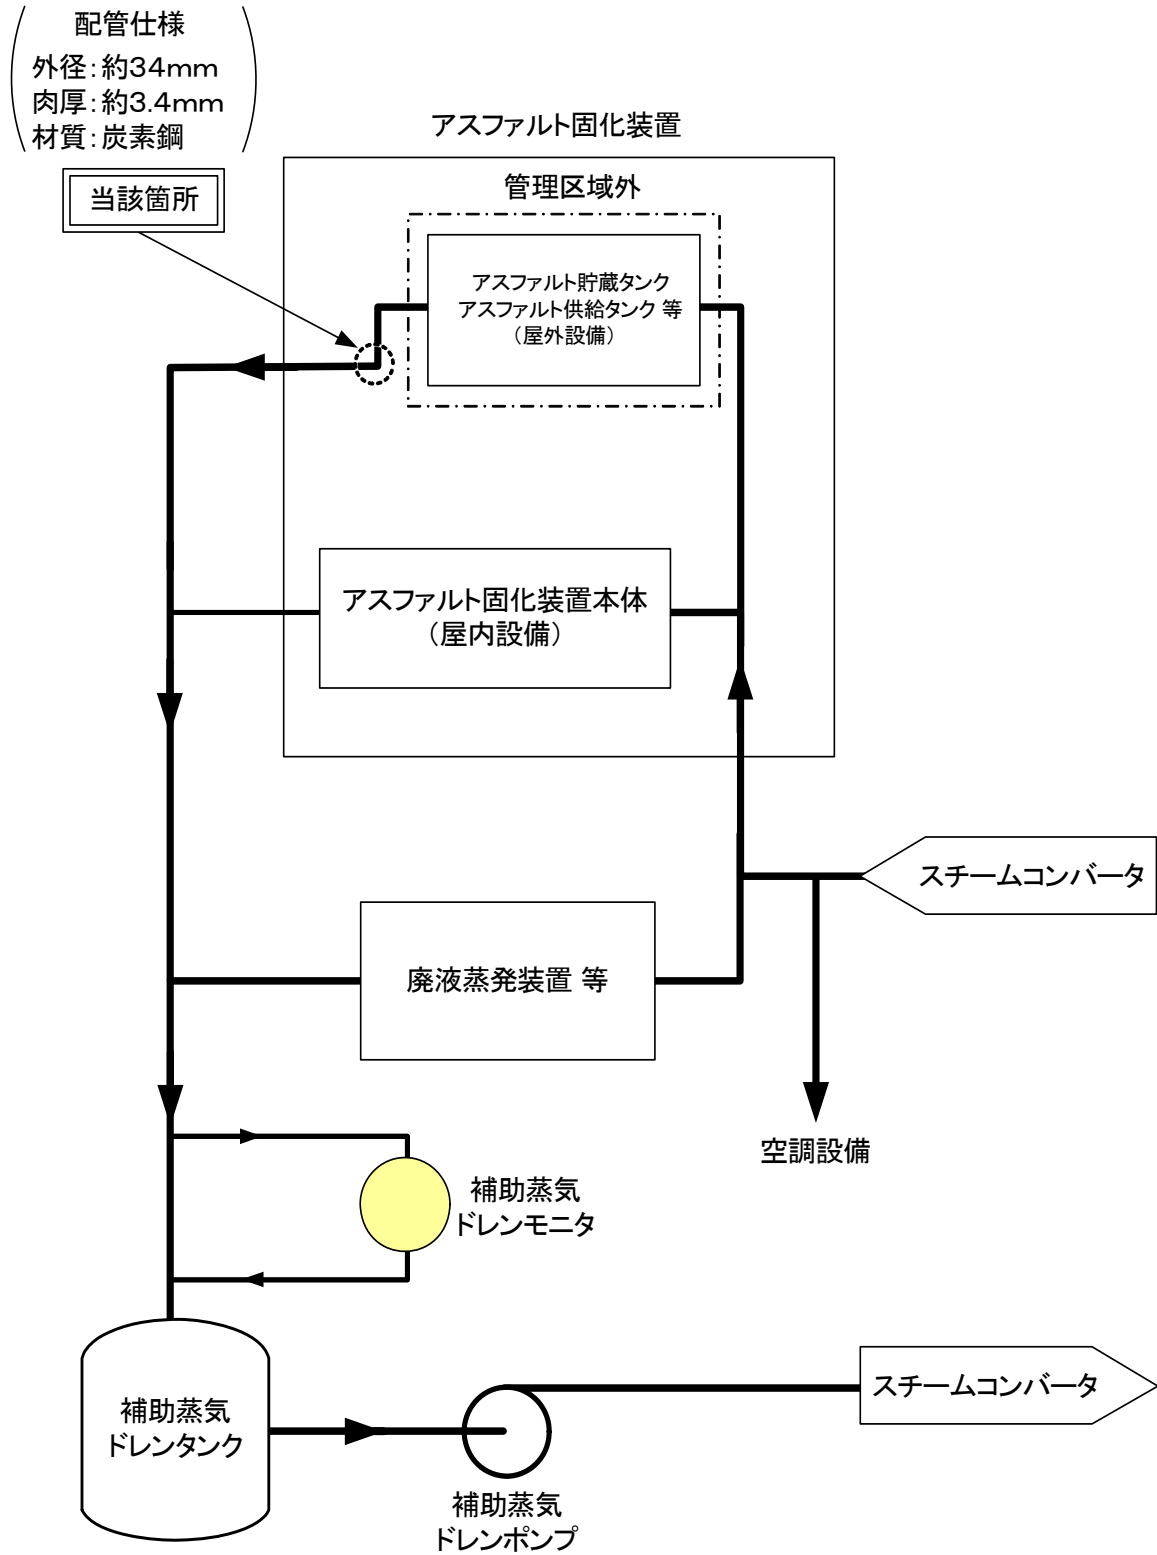 配管仕様
外径：約34mm
肉厚：約3.4mm
材質：炭素鋼
当該箇所
アスファルト固化装置
管理区域外
アスファルト貯蔵タンク
アスファルト供給タンク 等
（屋外設備）
アスファルト固化装置本体
（屋内設備）
スチームコンバータ
廃液蒸発装置 等
空調設備
補助蒸気
ドレンモニタ
補助蒸気
ドレンタンク
スチームコンバータ
補助蒸気
ドレンポンプ